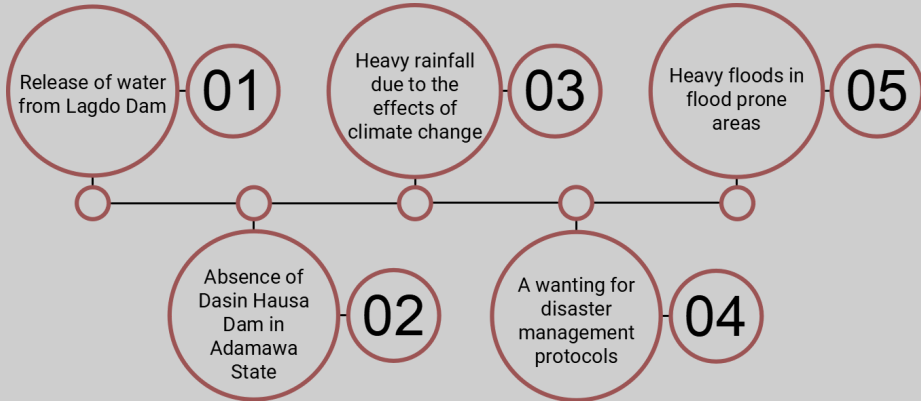 Release of water
from Lagdo Dam
01
Absence of
Dasin Hausa
Dam in
Adamawa
State
02
Heavy rainfall
due to the
effects of
climate change
03
A wanting for
disaster
management
protocols
04
Heavy floods in
flood prone
areas
05